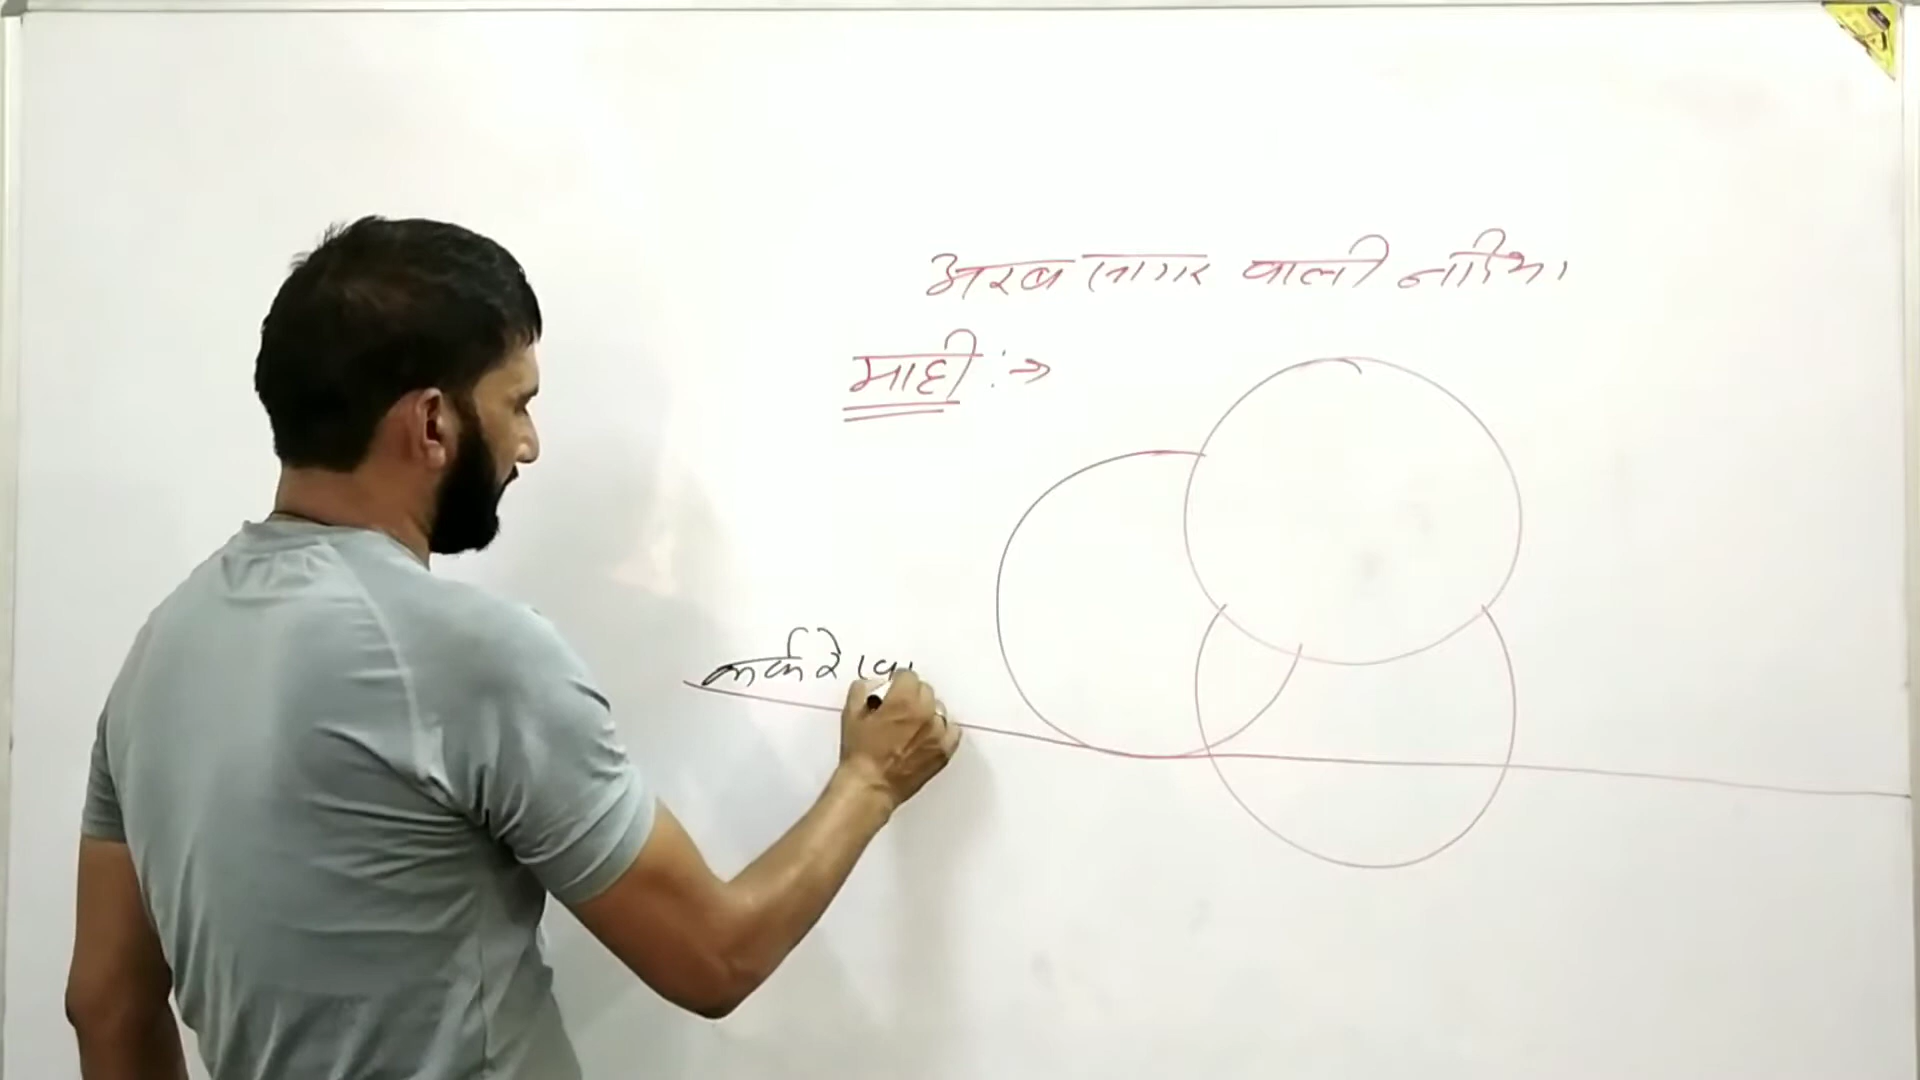 अरब सागर वाली नदियां
माही :→
कर्क रेखा